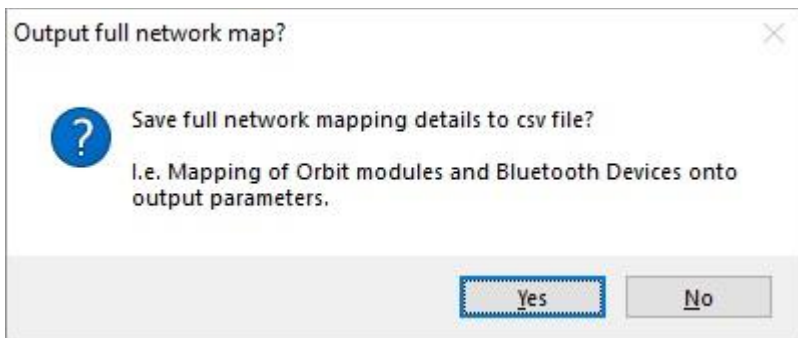 Output full network map?
?
Save full network mapping details to csv file?
I.e. Mapping of Orbit modules and Bluetooth Devices onto
output parameters.
Yes
No